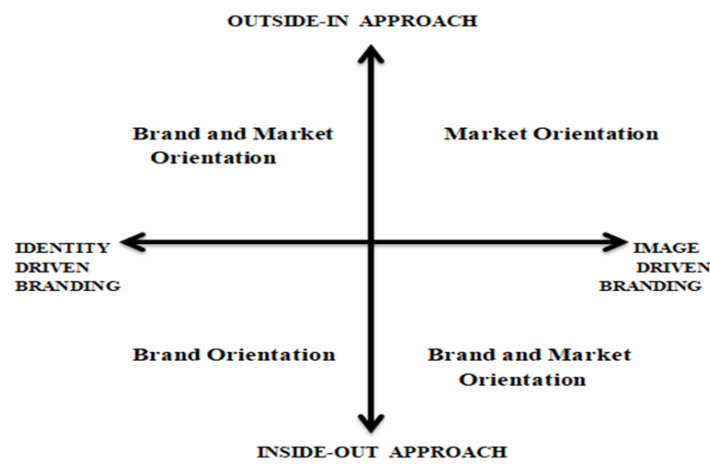 OUTSIDE-IN APPROACH
Brand and Market
Orientation
Market Orientation
IDENTITY
DRIVEN
BRANDING
IMAGE
DRIVEN
BRANDING
Brand Orientation
Brand and Market
Orientation
INSIDE-OUT APPROACH